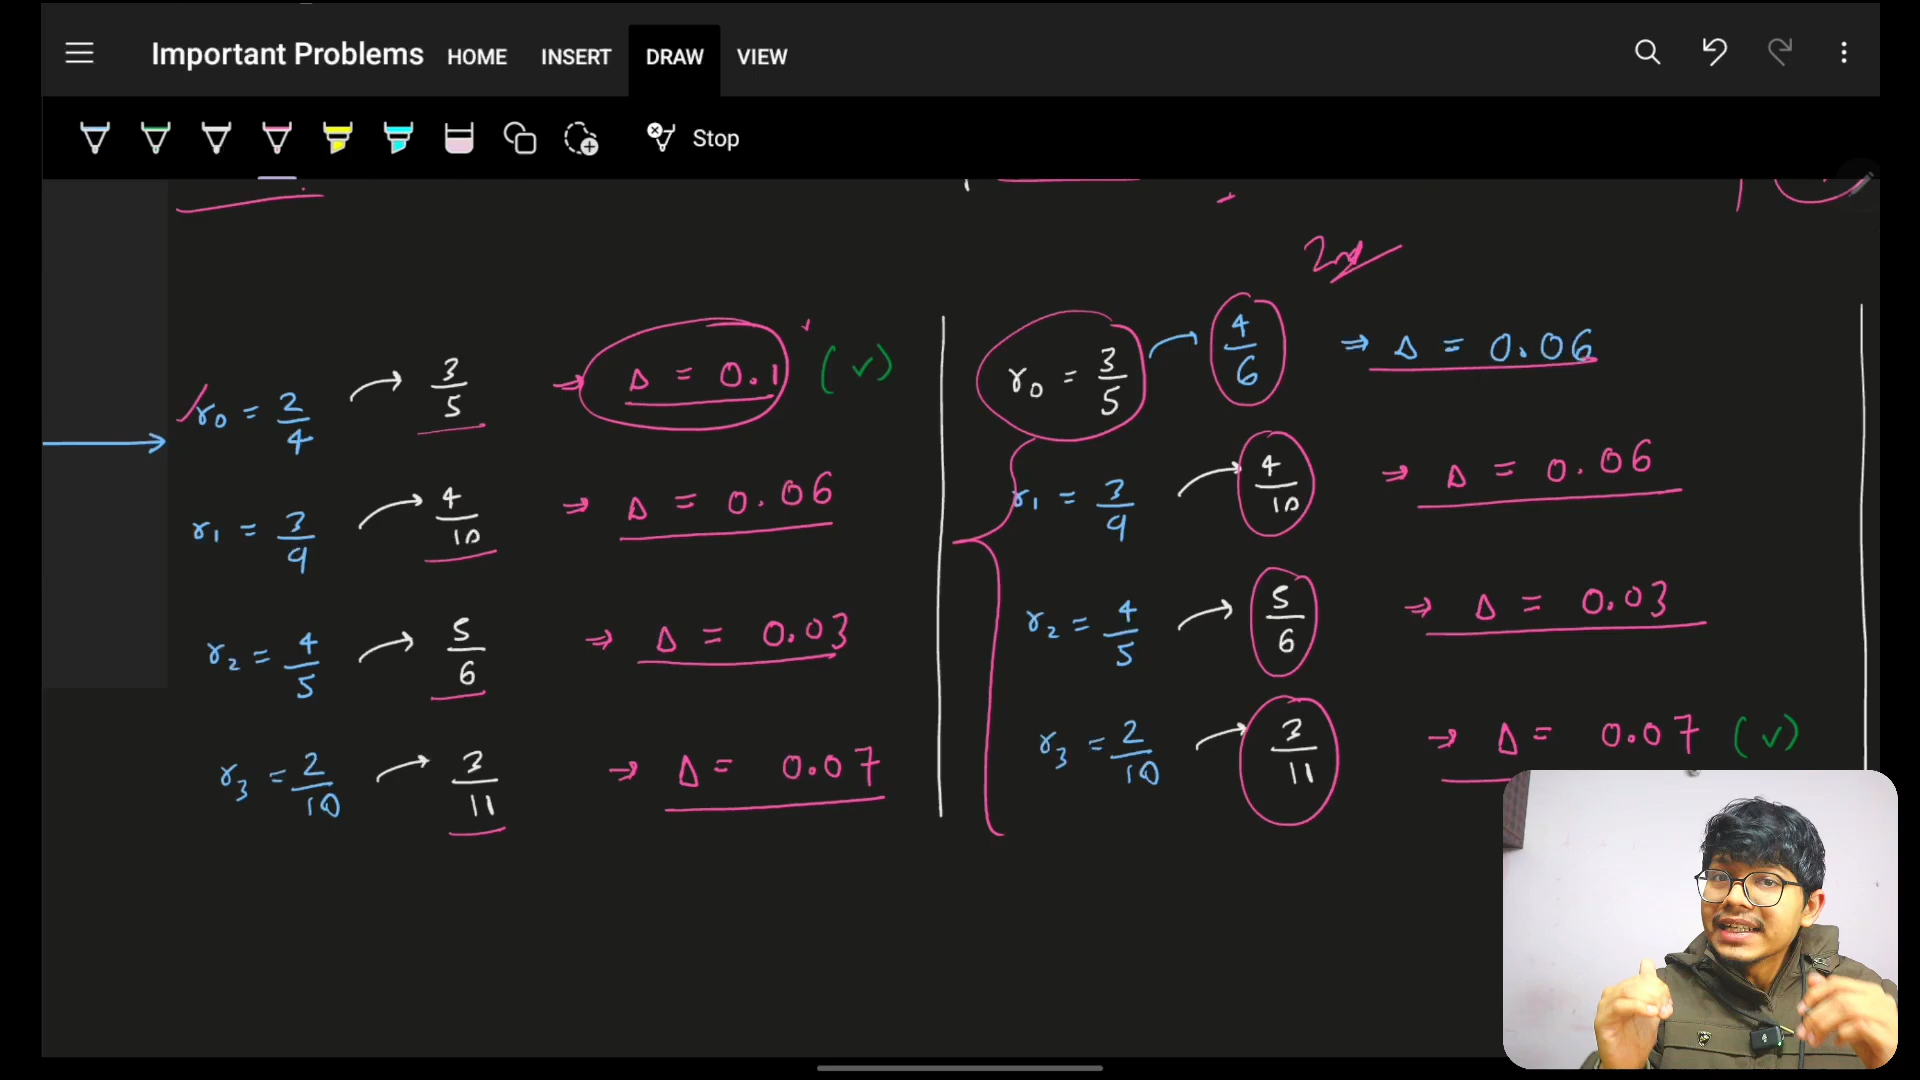 Important Problems HOME INSERT DRAW VIEW
Stop
2nd
r0 = 2/4 → 3/5 ⇒ Δ = 0.1 (✓)
r1 = 3/9 → 4/10 ⇒ Δ = 0.06
r2 = 4/5 → 5/6 ⇒ Δ = 0.03
r3 = 2/10 → 3/11 ⇒ Δ = 0.07
r0 = 3/5 → 4/6 ⇒ Δ = 0.06
r1 = 3/9 → 4/10 ⇒ Δ = 0.06
r2 = 4/5 → 5/6 ⇒ Δ = 0.03
r3 = 2/10 → 3/11 ⇒ Δ = 0.07 (✓)